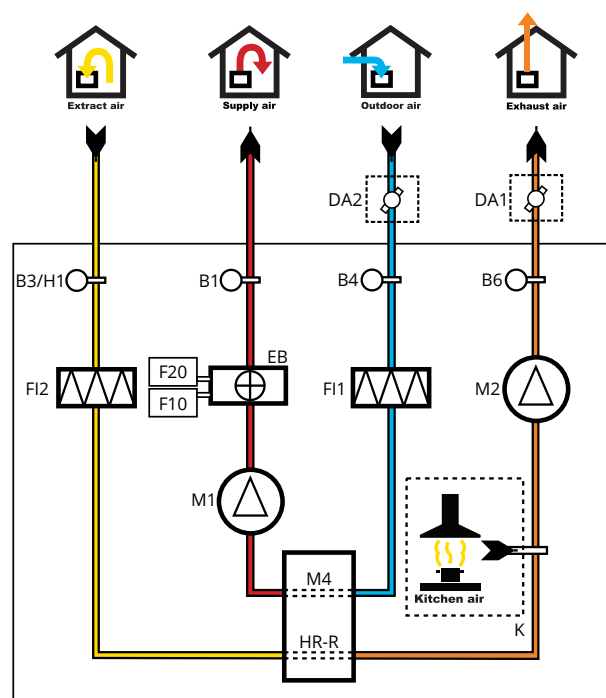 Extract air
Supply air
Outdoor air
Exhaust air
DA2
DA1
B3/H1
B1
B4
B6
EB
F20
F10
FI2
FI1
M2
M1
Kitchen air
K
M4
HR-R